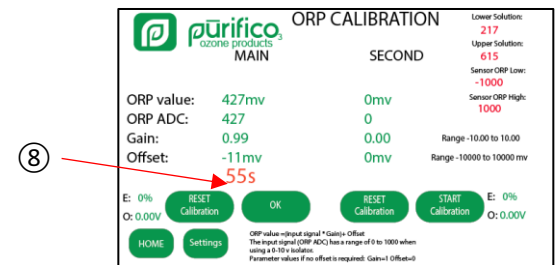 pūrifico3
ozone products
ORP CALIBRATION
Lower Solution:
217
Upper Solution:
615
Sensor ORP Low:
-1000
Sensor ORP High:
1000
MAIN SECOND
ORP value: 427mv 0mv
ORP ADC: 427 0
Gain: 0.99 0.00 Range -10.00 to 10.00
Offset: -11mv 0mv Range -10000 to 10000 mv
⑧
55s
E: 0%
O: 0.00V
RESET
Calibration
OK
RESET
Calibration
START
Calibration
E: 0%
O: 0.00V
HOME
Settings
ORP value =(input signal * Gain)+ Offset
The input signal (ORP ADC) has a range of 0 to 1000 when
using a 0-10 v isolator.
Parameter values if no offset is required: Gain=1 Offset=0